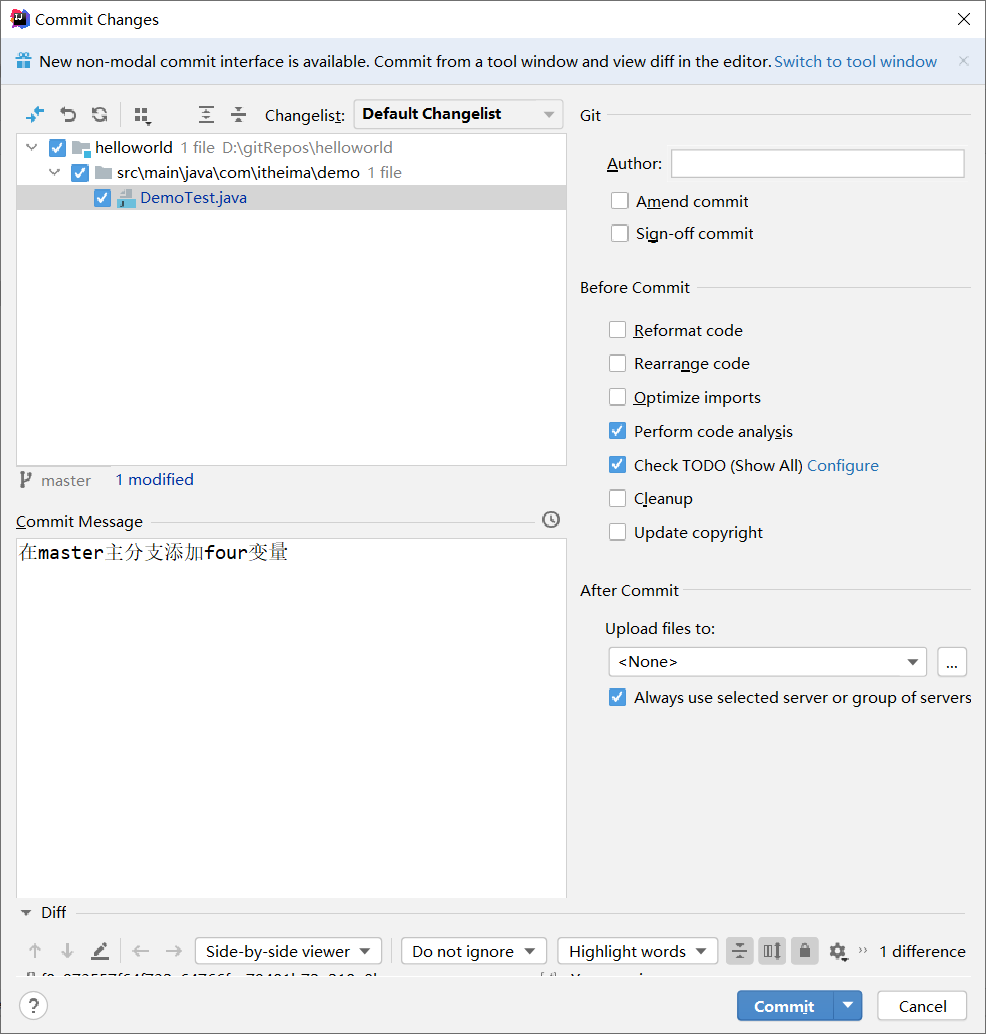 Commit Changes
New non-modal commit interface is available. Commit from a tool window and view diff in the editor. Switch to tool window
Changelist: Default Changelist
helloworld 1 file D:\gitRepos\helloworld
src\main\java\com\itheima\demo 1 file
DemoTest.java
master 1 modified
Commit Message
在master主分支添加four变量
Git
Author:
Amend commit
Sign-off commit
Before Commit
Reformat code
Rearrange code
Optimize imports
Perform code analysis
Check TODO (Show All) Configure
Cleanup
Update copyright
After Commit
Upload files to:
<None> ...
Always use selected server or group of servers
Diff
Side-by-side viewer Do not ignore Highlight words 1 difference
? Commit Cancel